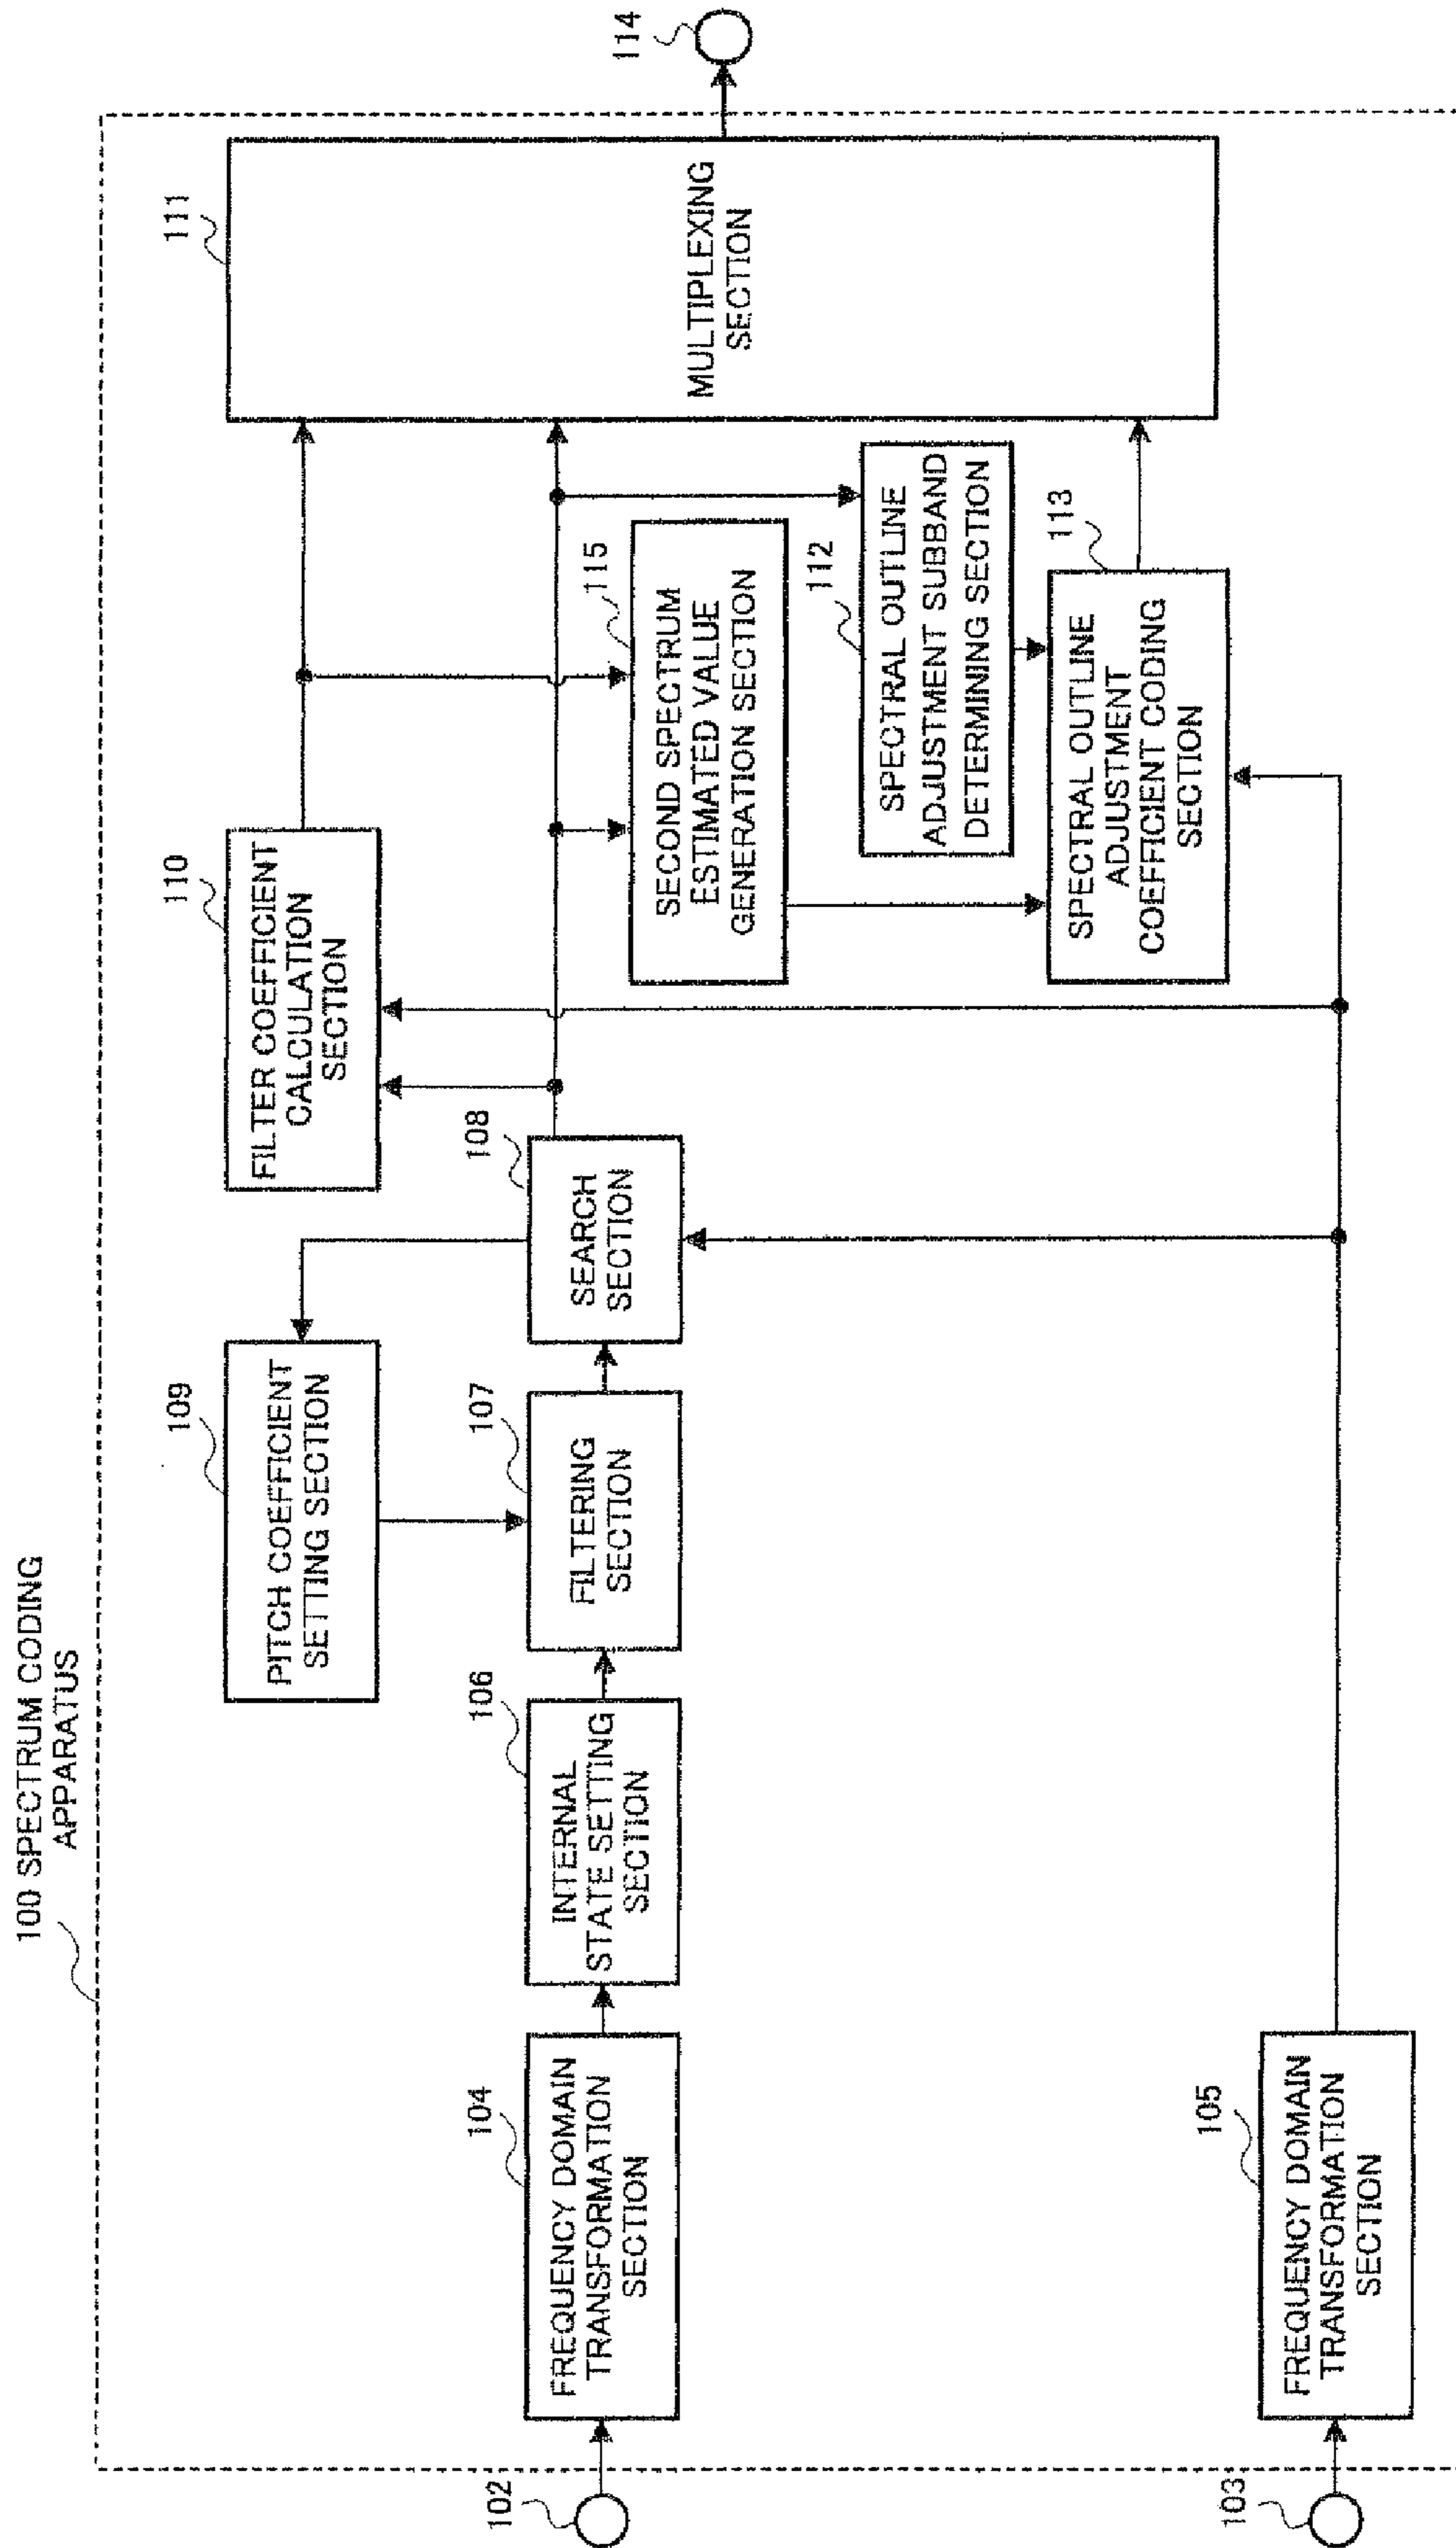 100 SPECTRUM CODING
APPARATUS
102
103
104
FREQUENCY DOMAIN
TRANSFORMATION
SECTION
105
FREQUENCY DOMAIN
TRANSFORMATION
SECTION
106
INTERNAL
STATE SETTING
SECTION
107
FILTERING
SECTION
108
SEARCH
SECTION
109
PITCH COEFFICIENT
SETTING SECTION
110
FILTER COEFFICIENT
CALCULATION
SECTION
115
SECOND SPECTRUM
ESTIMATED VALUE
GENERATION SECTION
112
SPECTRAL OUTLINE
ADJUSTMENT SUBBAND
DETERMINING SECTION
113
SPECTRAL OUTLINE
ADJUSTMENT
COEFFICIENT CODING
SECTION
111
MULTIPLEXING
SECTION
114